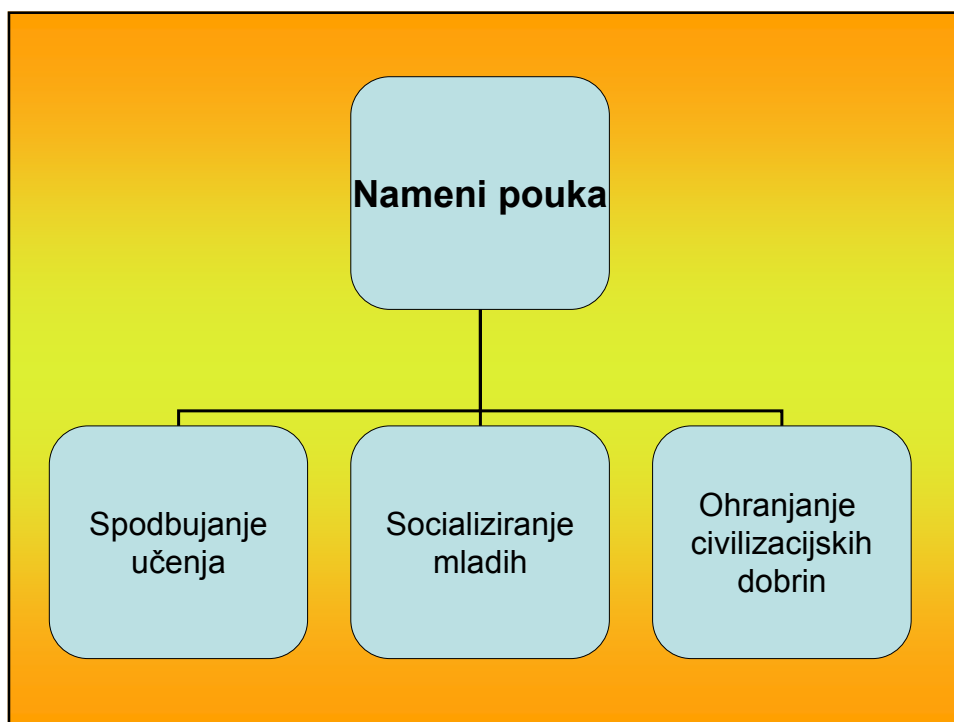 Nameni pouka
Spodbujanje
učenja
Socializiranje
mladih
Ohranjanje
civilizacijskih
dobrin